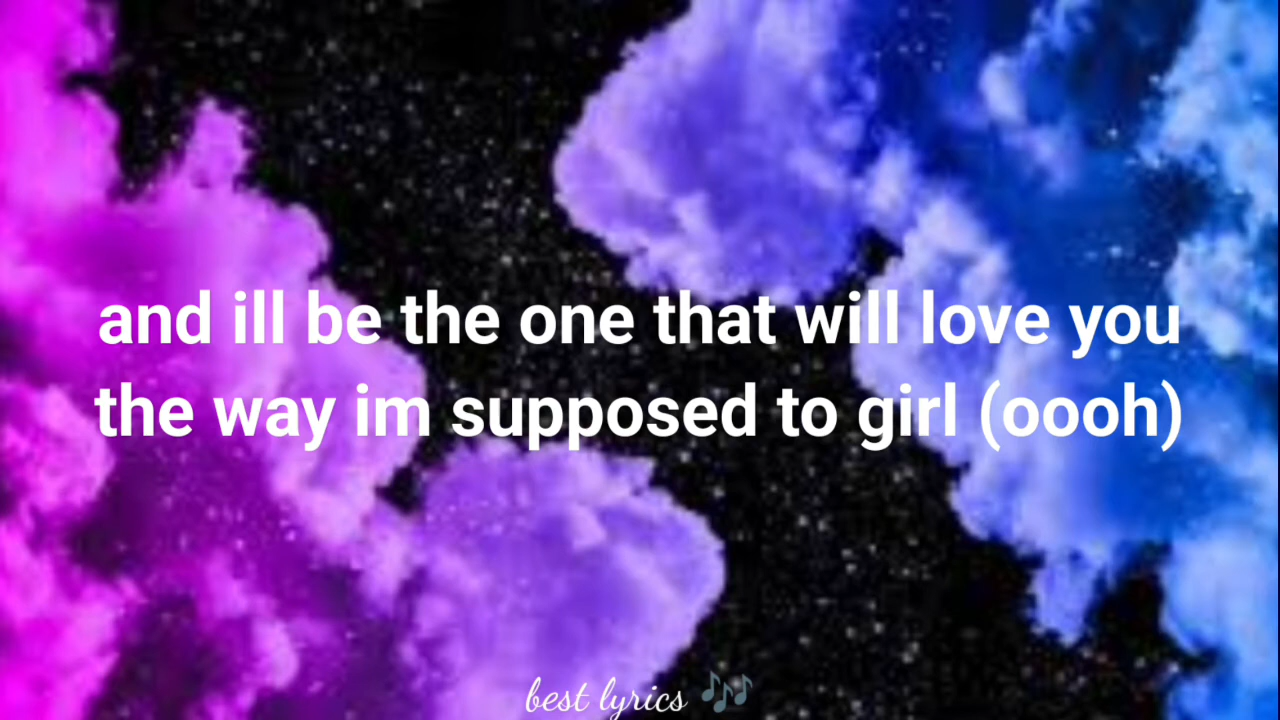 and ill be the one that will love you
the way im supposed to girl (oooh)
best lyrics 🎶